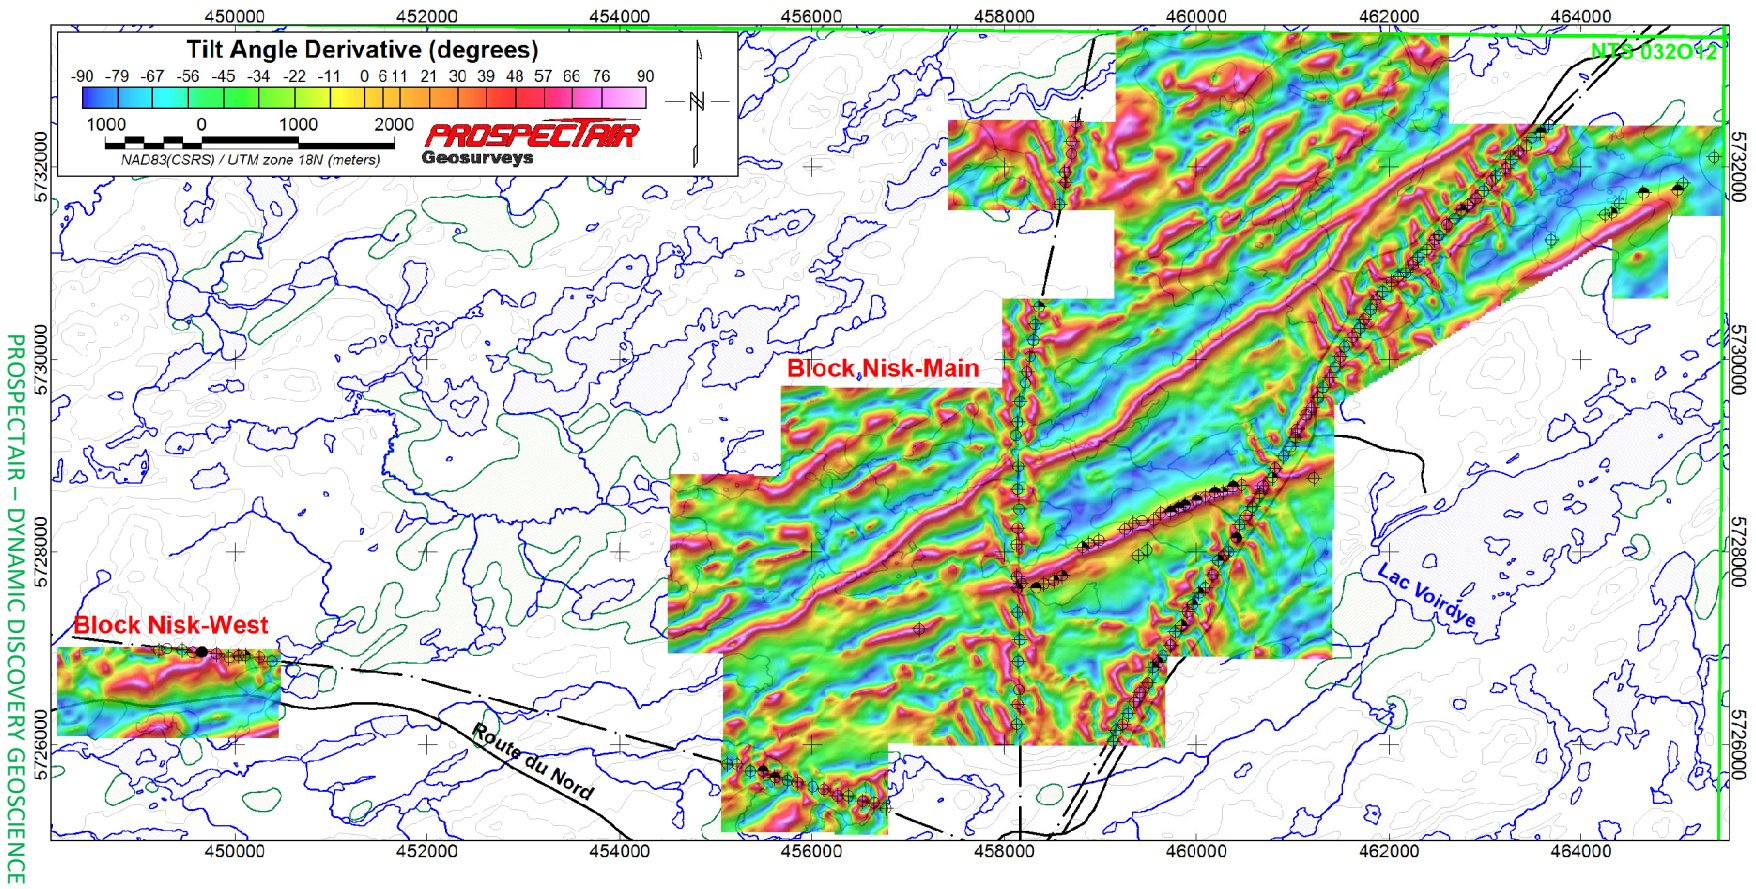 450000 452000 454000 456000 458000 460000 462000 464000
Tilt Angle Derivative (degrees)
-90 -79 -67 -56 -45 -34 -22 -11 0 6 11 21 30 39 48 57 66 76 90
1000 0 1000 2000
NAD83(CSRS) / UTM zone 18N (meters)
PROSPECTAIR
Geosurveys
N
NTS 032O12
5732000
5732000
5730000
5730000
Block Nisk-Main
5728000
5728000
Lac Voirdye
Block Nisk-West
5726000
5726000
Route du Nord
450000 452000 454000 456000 458000 460000 462000 464000
PROSPECTAIR – DYNAMIC DISCOVERY GEOSCIENCE